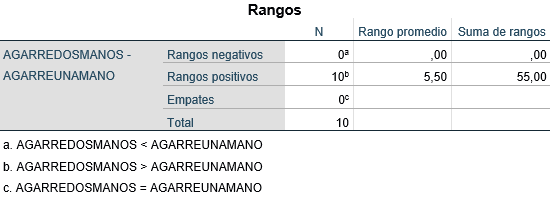 Rangos
N Rango promedio Suma de rangos
AGARREDOSMANOS - Rangos negativos 0ᵃ ,00 ,00
AGARREUNAMANO Rangos positivos 10ᵇ 5,50 55,00
Empates 0ᶜ
Total 10
a. AGARREDOSMANOS < AGARREUNAMANO
b. AGARREDOSMANOS > AGARREUNAMANO
c. AGARREDOSMANOS = AGARREUNAMANO